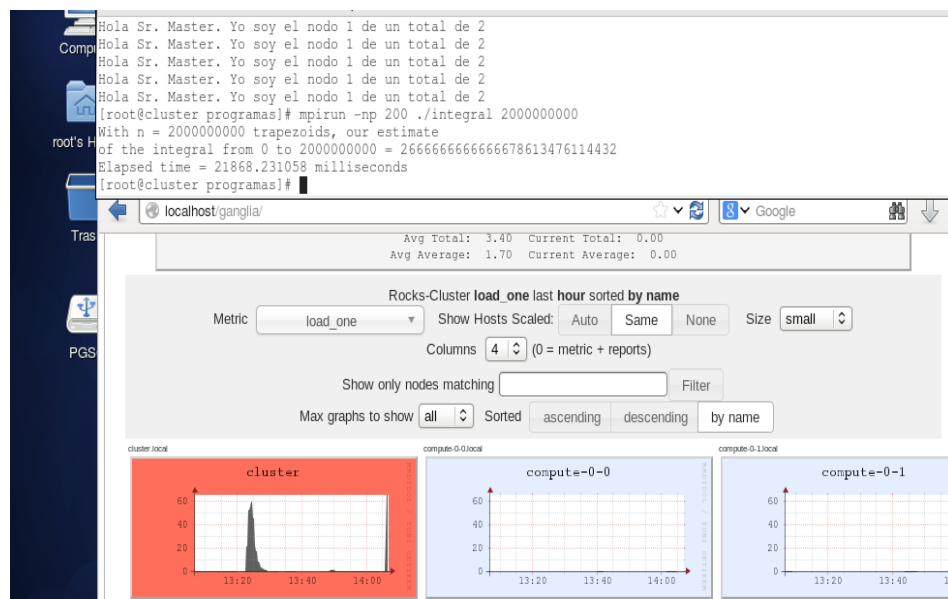 Hola Sr. Master. Yo soy el nodo 1 de un total de 2
Hola Sr. Master. Yo soy el nodo 1 de un total de 2
Hola Sr. Master. Yo soy el nodo 1 de un total de 2
Hola Sr. Master. Yo soy el nodo 1 de un total de 2
Hola Sr. Master. Yo soy el nodo 1 de un total de 2
[root@cluster programas]# mpirun -np 200 ./integral 2000000000
With n = 2000000000 trapezoids, our estimate
of the integral from 0 to 2000000000 = 2666666666666678613476114432
Elapsed time = 21868.231058 milliseconds
[root@cluster programas]#
Compu
root's H
Tras
PGS
localhost/ganglia/
Google
Avg Total: 3.40 Current Total: 0.00
Avg Average: 1.70 Current Average: 0.00
Rocks-Cluster load_one last hour sorted by name
Metric load_one Show Hosts Scaled: Auto Same None Size small
Columns 4 (0 = metric + reports)
Show only nodes matching Filter
Max graphs to show all Sorted ascending descending by name
cluster.local compute-0-0.local compute-0-1.local
cluster
60
40
20
0
13:20 13:40 14:00
compute-0-0
60
40
20
0
13:20 13:40 14:00
compute-0-1
60
40
20
0
13:20 13:40 1